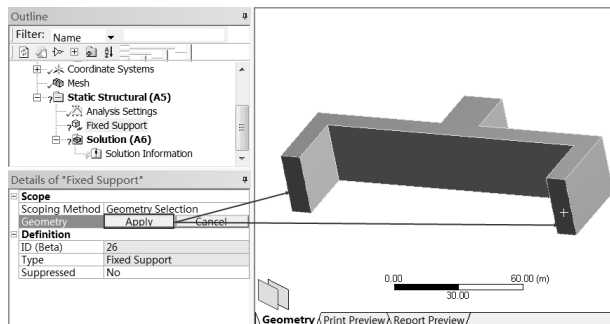 Outline
Filter: Name
Coordinate Systems
Mesh
Static Structural (A5)
Analysis Settings
Fixed Support
Solution (A6)
Solution Information
Details of "Fixed Support"
Scope
Scoping Method Geometry Selection
Geometry Apply Cancel
Definition
ID (Beta) 26
Type Fixed Support
Suppressed No
0.00 60.00 (m)
30.00
Geometry Print Preview Report Preview